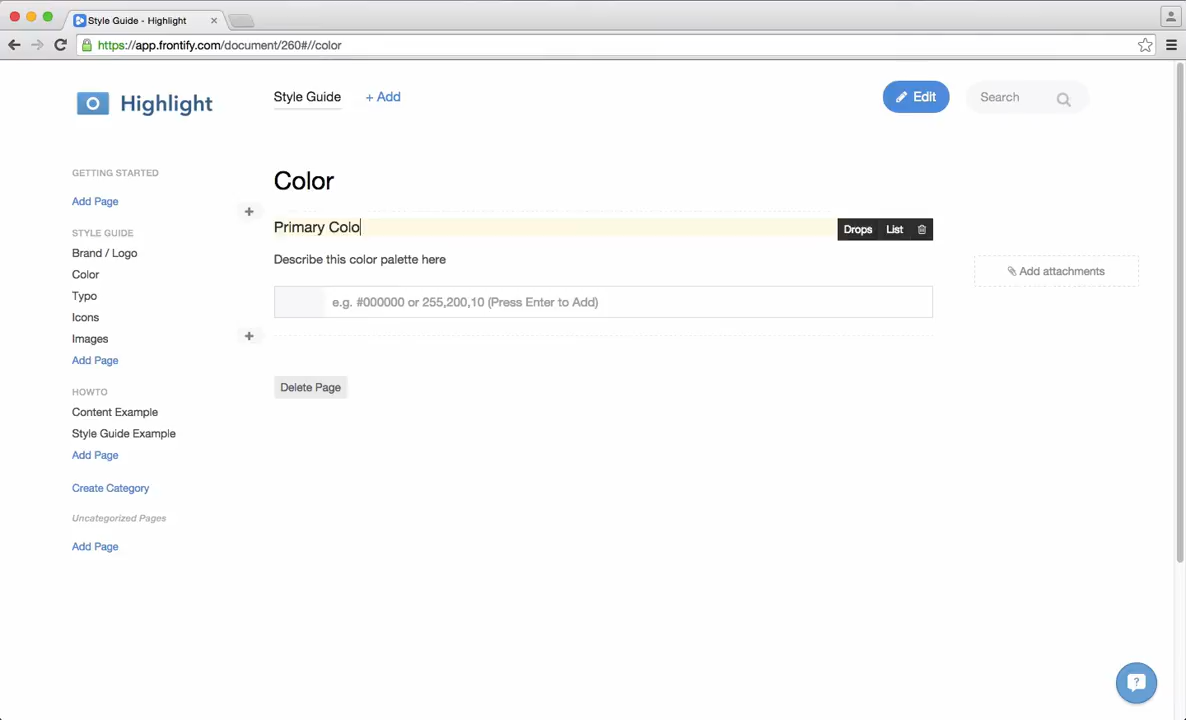 Style Guide - Highlight
https://app.frontify.com/document/260#//color
Highlight
Style Guide
+ Add
Edit
Search
GETTING STARTED
Add Page
STYLE GUIDE
Brand / Logo
Color
Typo
Icons
Images
Add Page
HOWTO
Content Example
Style Guide Example
Add Page
Create Category
Uncategorized Pages
Add Page
Color
Primary Colo
Drops List
Describe this color palette here
e.g. #000000 or 255,200,10 (Press Enter to Add)
Delete Page
Add attachments